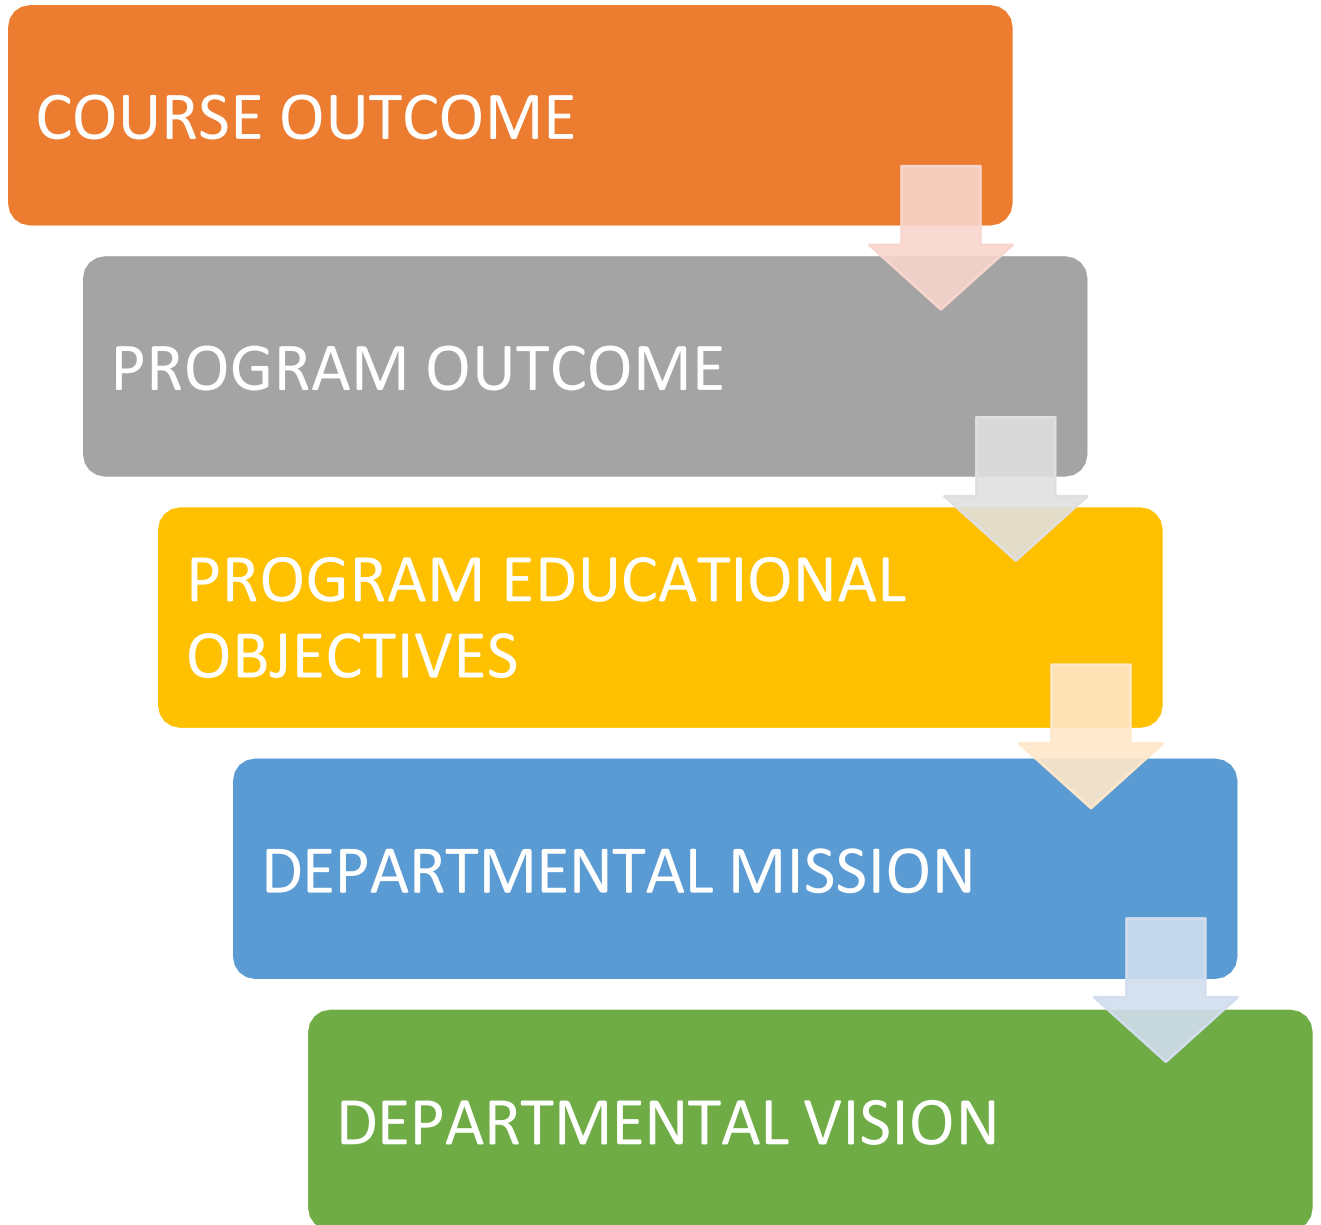 COURSE OUTCOME
PROGRAM OUTCOME
PROGRAM EDUCATIONAL
OBJECTIVES
DEPARTMENTAL MISSION
DEPARTMENTAL VISION